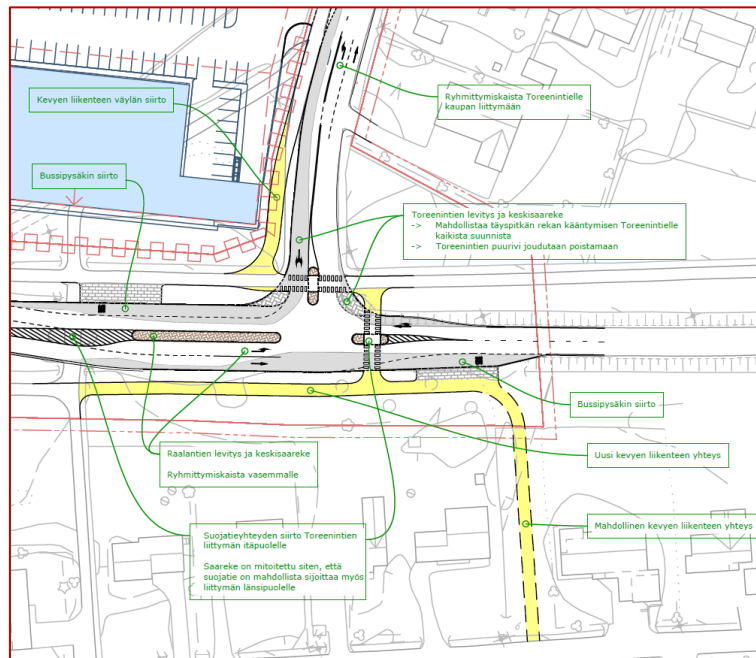 Kevyen liikenteen väylän siirto
Ryhmittymiskaista Toreenintielle
kaupan liittymään
Bussipysäkin siirto
Toreenintien levitys ja keskisaareke
-> Mahdollistaa täyspitkän rekan kääntymisen Toreenintielle
kaikista suunnista
-> Toreenintien puurivi joudutaan poistamaan
Bussipysäkin siirto
Raalantien levitys ja keskisaareke
Ryhmittymiskaista vasemmalle
Uusi kevyen liikenteen yhteys
Mahdollinen kevyen liikenteen yhteys
Suojatieyhteyden siirto Toreenintien
liittymän itäpuolelle
Saareke on mitoitettu siten, että
suojatie on mahdollista sijoittaa myös
liittymän länsipuolelle